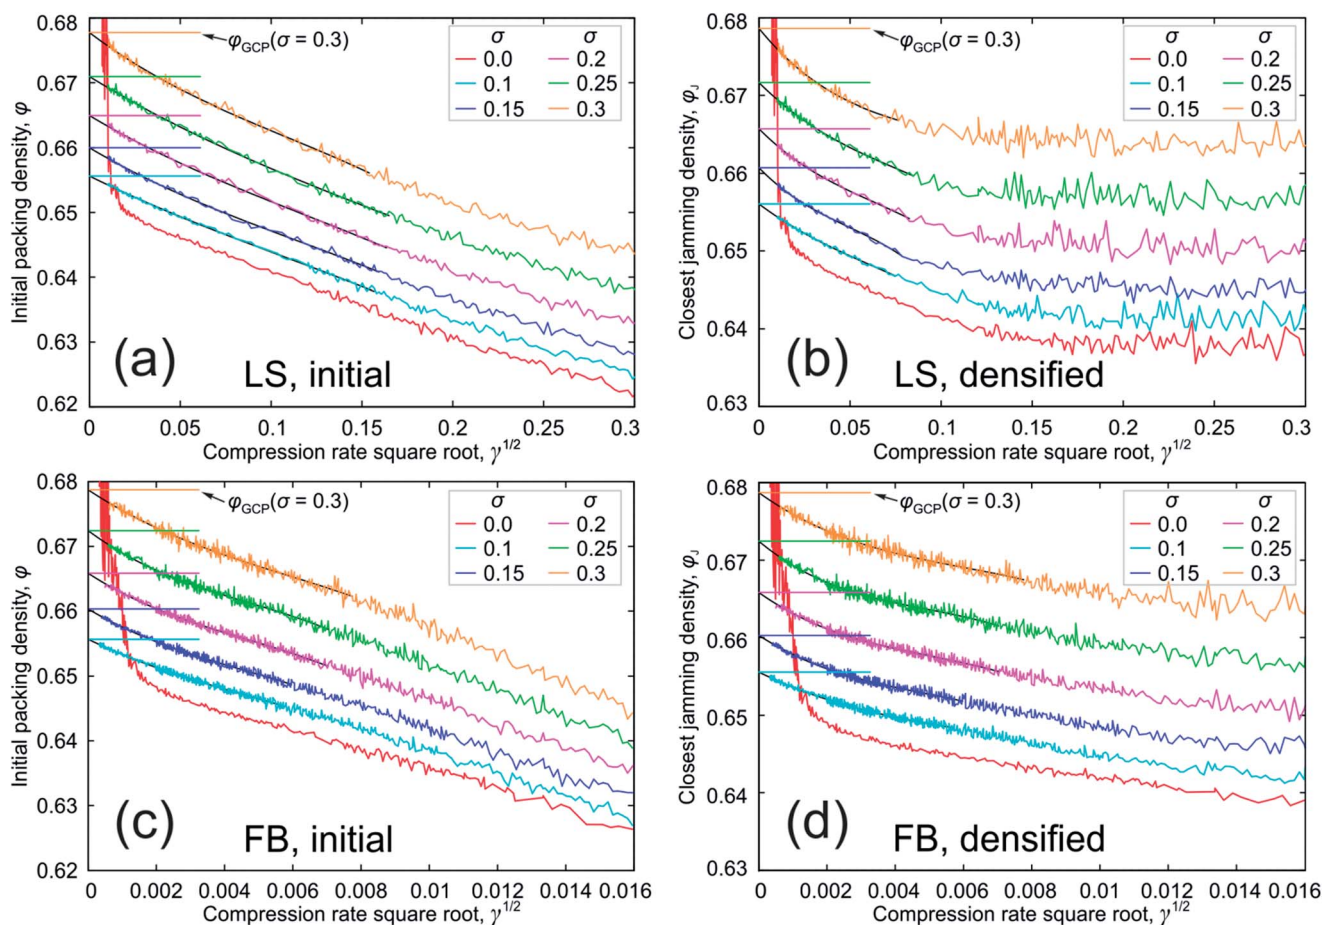 0.68
0.67
0.66
0.65
0.64
0.63
0.62
Initial packing density, φ
φGCP(σ = 0.3)
σ σ
0.0 0.2
0.1 0.25
0.15 0.3
(a)
LS, initial
0 0.05 0.1 0.15 0.2 0.25 0.3
Compression rate square root, γ1/2
0.68
0.67
0.66
0.65
0.64
0.63
Closest jamming density, φJ
φGCP(σ = 0.3)
σ σ
0.0 0.2
0.1 0.25
0.15 0.3
(b)
LS, densified
0 0.05 0.1 0.15 0.2 0.25 0.3
Compression rate square root, γ1/2
0.68
0.67
0.66
0.65
0.64
0.63
0.62
Initial packing density, φ
φGCP(σ = 0.3)
σ σ
0.0 0.2
0.1 0.25
0.15 0.3
(c)
FB, initial
0 0.002 0.004 0.006 0.008 0.01 0.012 0.014 0.016
Compression rate square root, γ1/2
0.68
0.67
0.66
0.65
0.64
0.63
Closest jamming density, φJ
φGCP(σ = 0.3)
σ σ
0.0 0.2
0.1 0.25
0.15 0.3
(d)
FB, densified
0 0.002 0.004 0.006 0.008 0.01 0.012 0.014 0.016
Compression rate square root, γ1/2